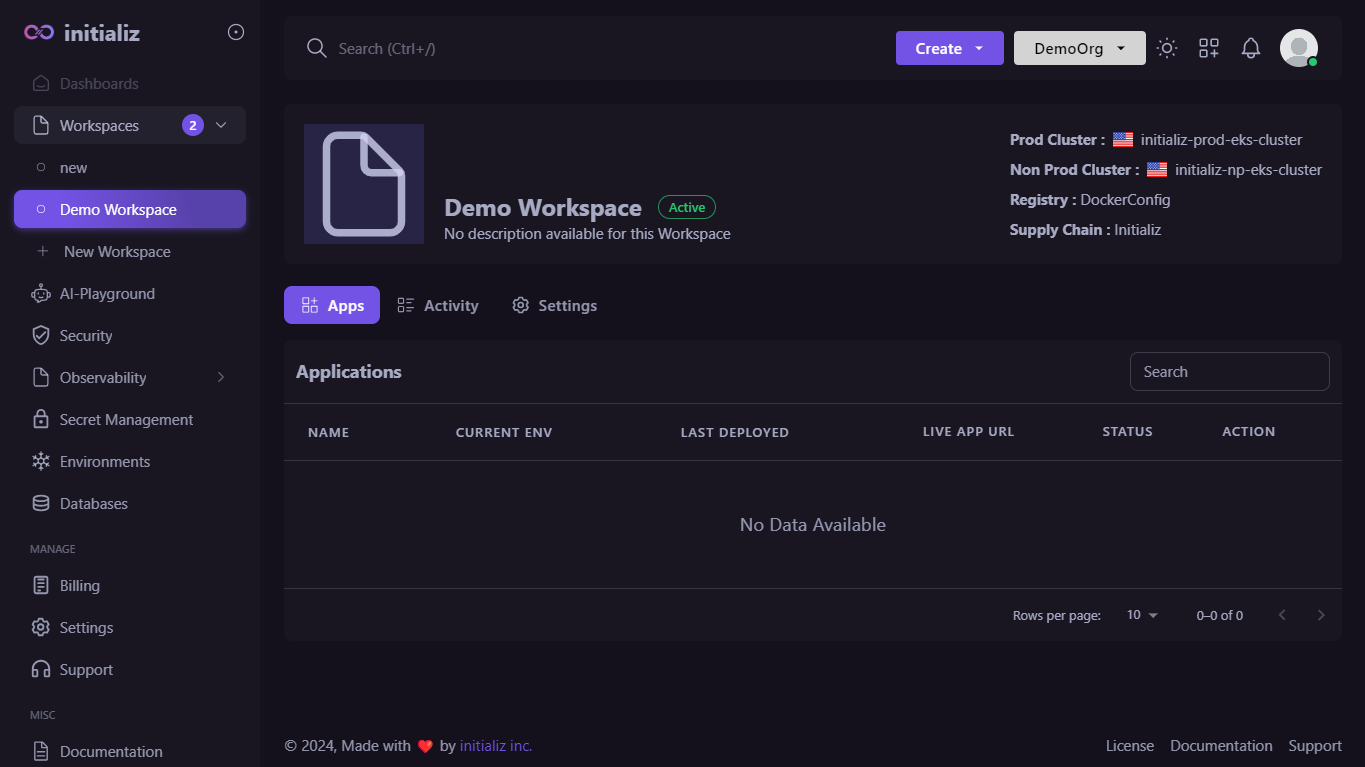 initializ
Dashboards
Workspaces 2
new
Demo Workspace
New Workspace
AI-Playground
Security
Observability
Secret Management
Environments
Databases
MANAGE
Billing
Settings
Support
MISC
Documentation
Search (Ctrl+/)
Create
DemoOrg
Demo Workspace Active
No description available for this Workspace
Prod Cluster : initializ-prod-eks-cluster
Non Prod Cluster : initializ-np-eks-cluster
Registry : DockerConfig
Supply Chain : Initializ
Apps Activity Settings
Applications Search
NAME CURRENT ENV LAST DEPLOYED LIVE APP URL STATUS ACTION
No Data Available
Rows per page: 10 0–0 of 0
© 2024, Made with ❤️ by initializ inc.
License Documentation Support